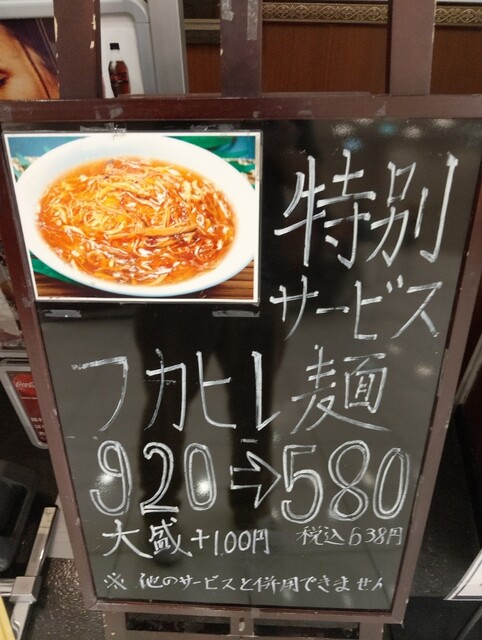 特別
サービス
フカヒレ麺
920⇒580
大盛+100円 税込638円
※ 他のサービスと併用できません